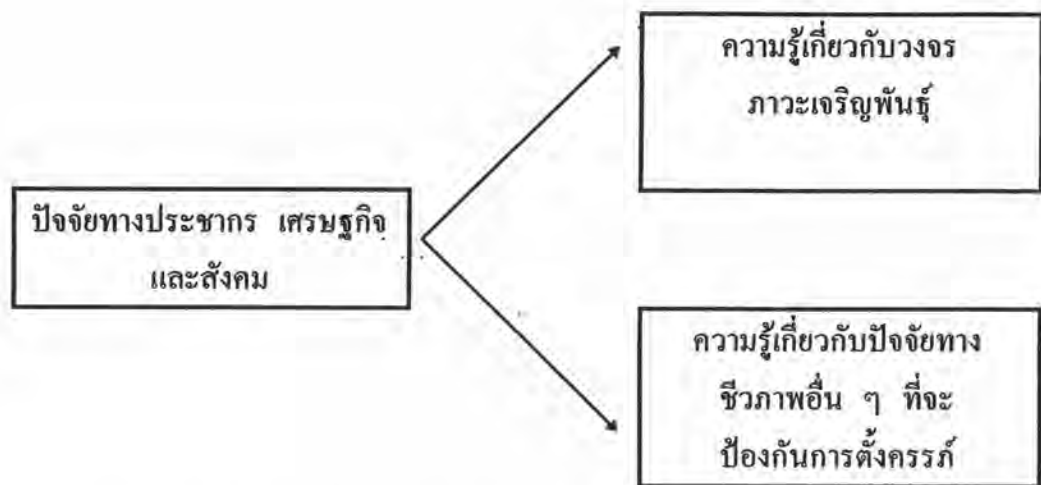 ความรู้เกี่ยวกับวงจร
ภาวะเจริญพันธุ์
ปัจจัยทางประชากร เศรษฐกิจ
และสังคม
ความรู้เกี่ยวกับปัจจัยทาง
ชีวภาพอื่น ๆ ที่จะ
ป้องกันการตั้งครรภ์